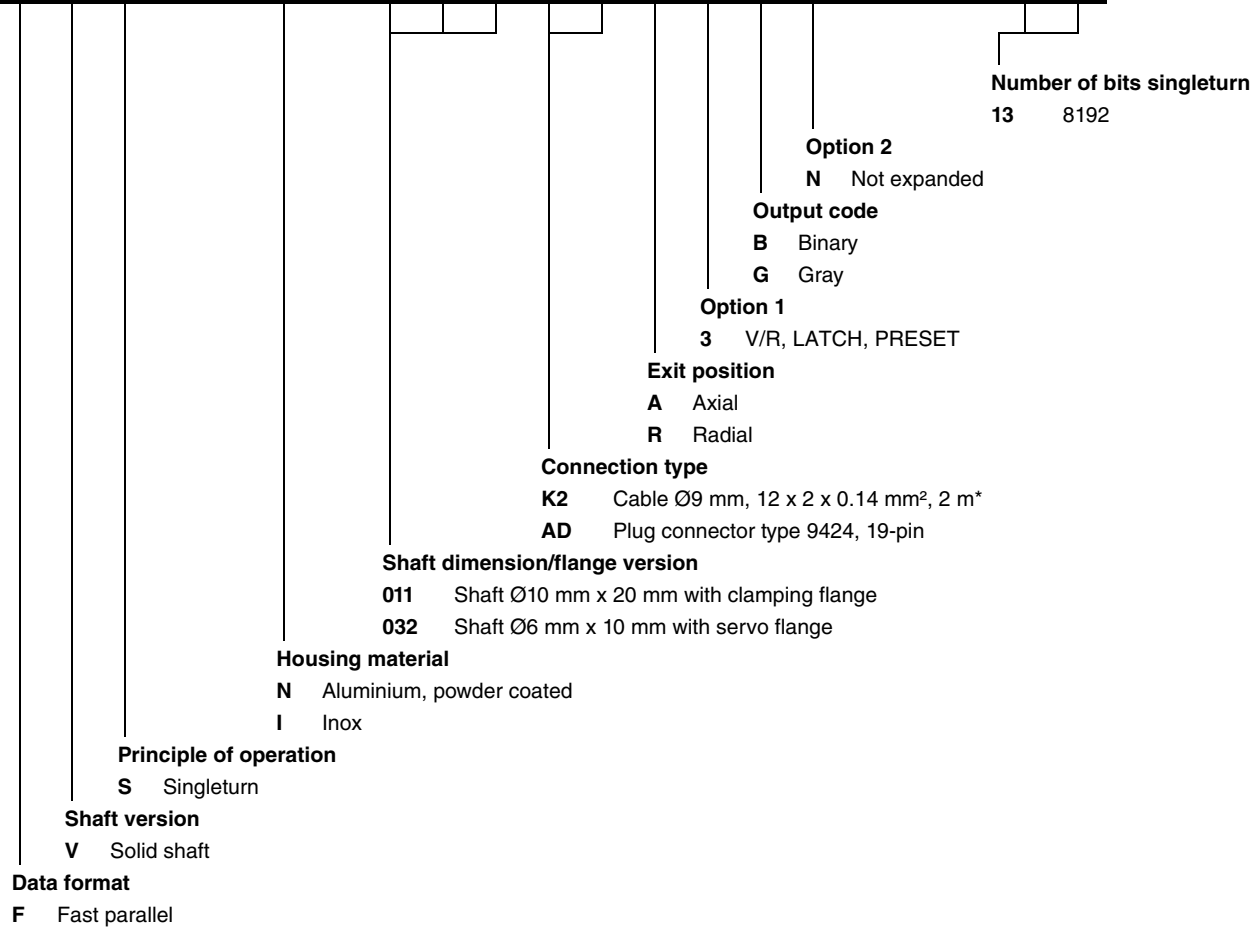 Number of bits singleturn
13 8192
Option 2
N Not expanded
Output code
B Binary
G Gray
Option 1
3 V/R, LATCH, PRESET
Exit position
A Axial
R Radial
Connection type
K2 Cable Ø9 mm, 12 x 2 x 0.14 mm², 2 m*
AD Plug connector type 9424, 19-pin
Shaft dimension/flange version
011 Shaft Ø10 mm x 20 mm with clamping flange
032 Shaft Ø6 mm x 10 mm with servo flange
Housing material
N Aluminium, powder coated
I Inox
Principle of operation
S Singleturn
Shaft version
V Solid shaft
Data format
F Fast parallel